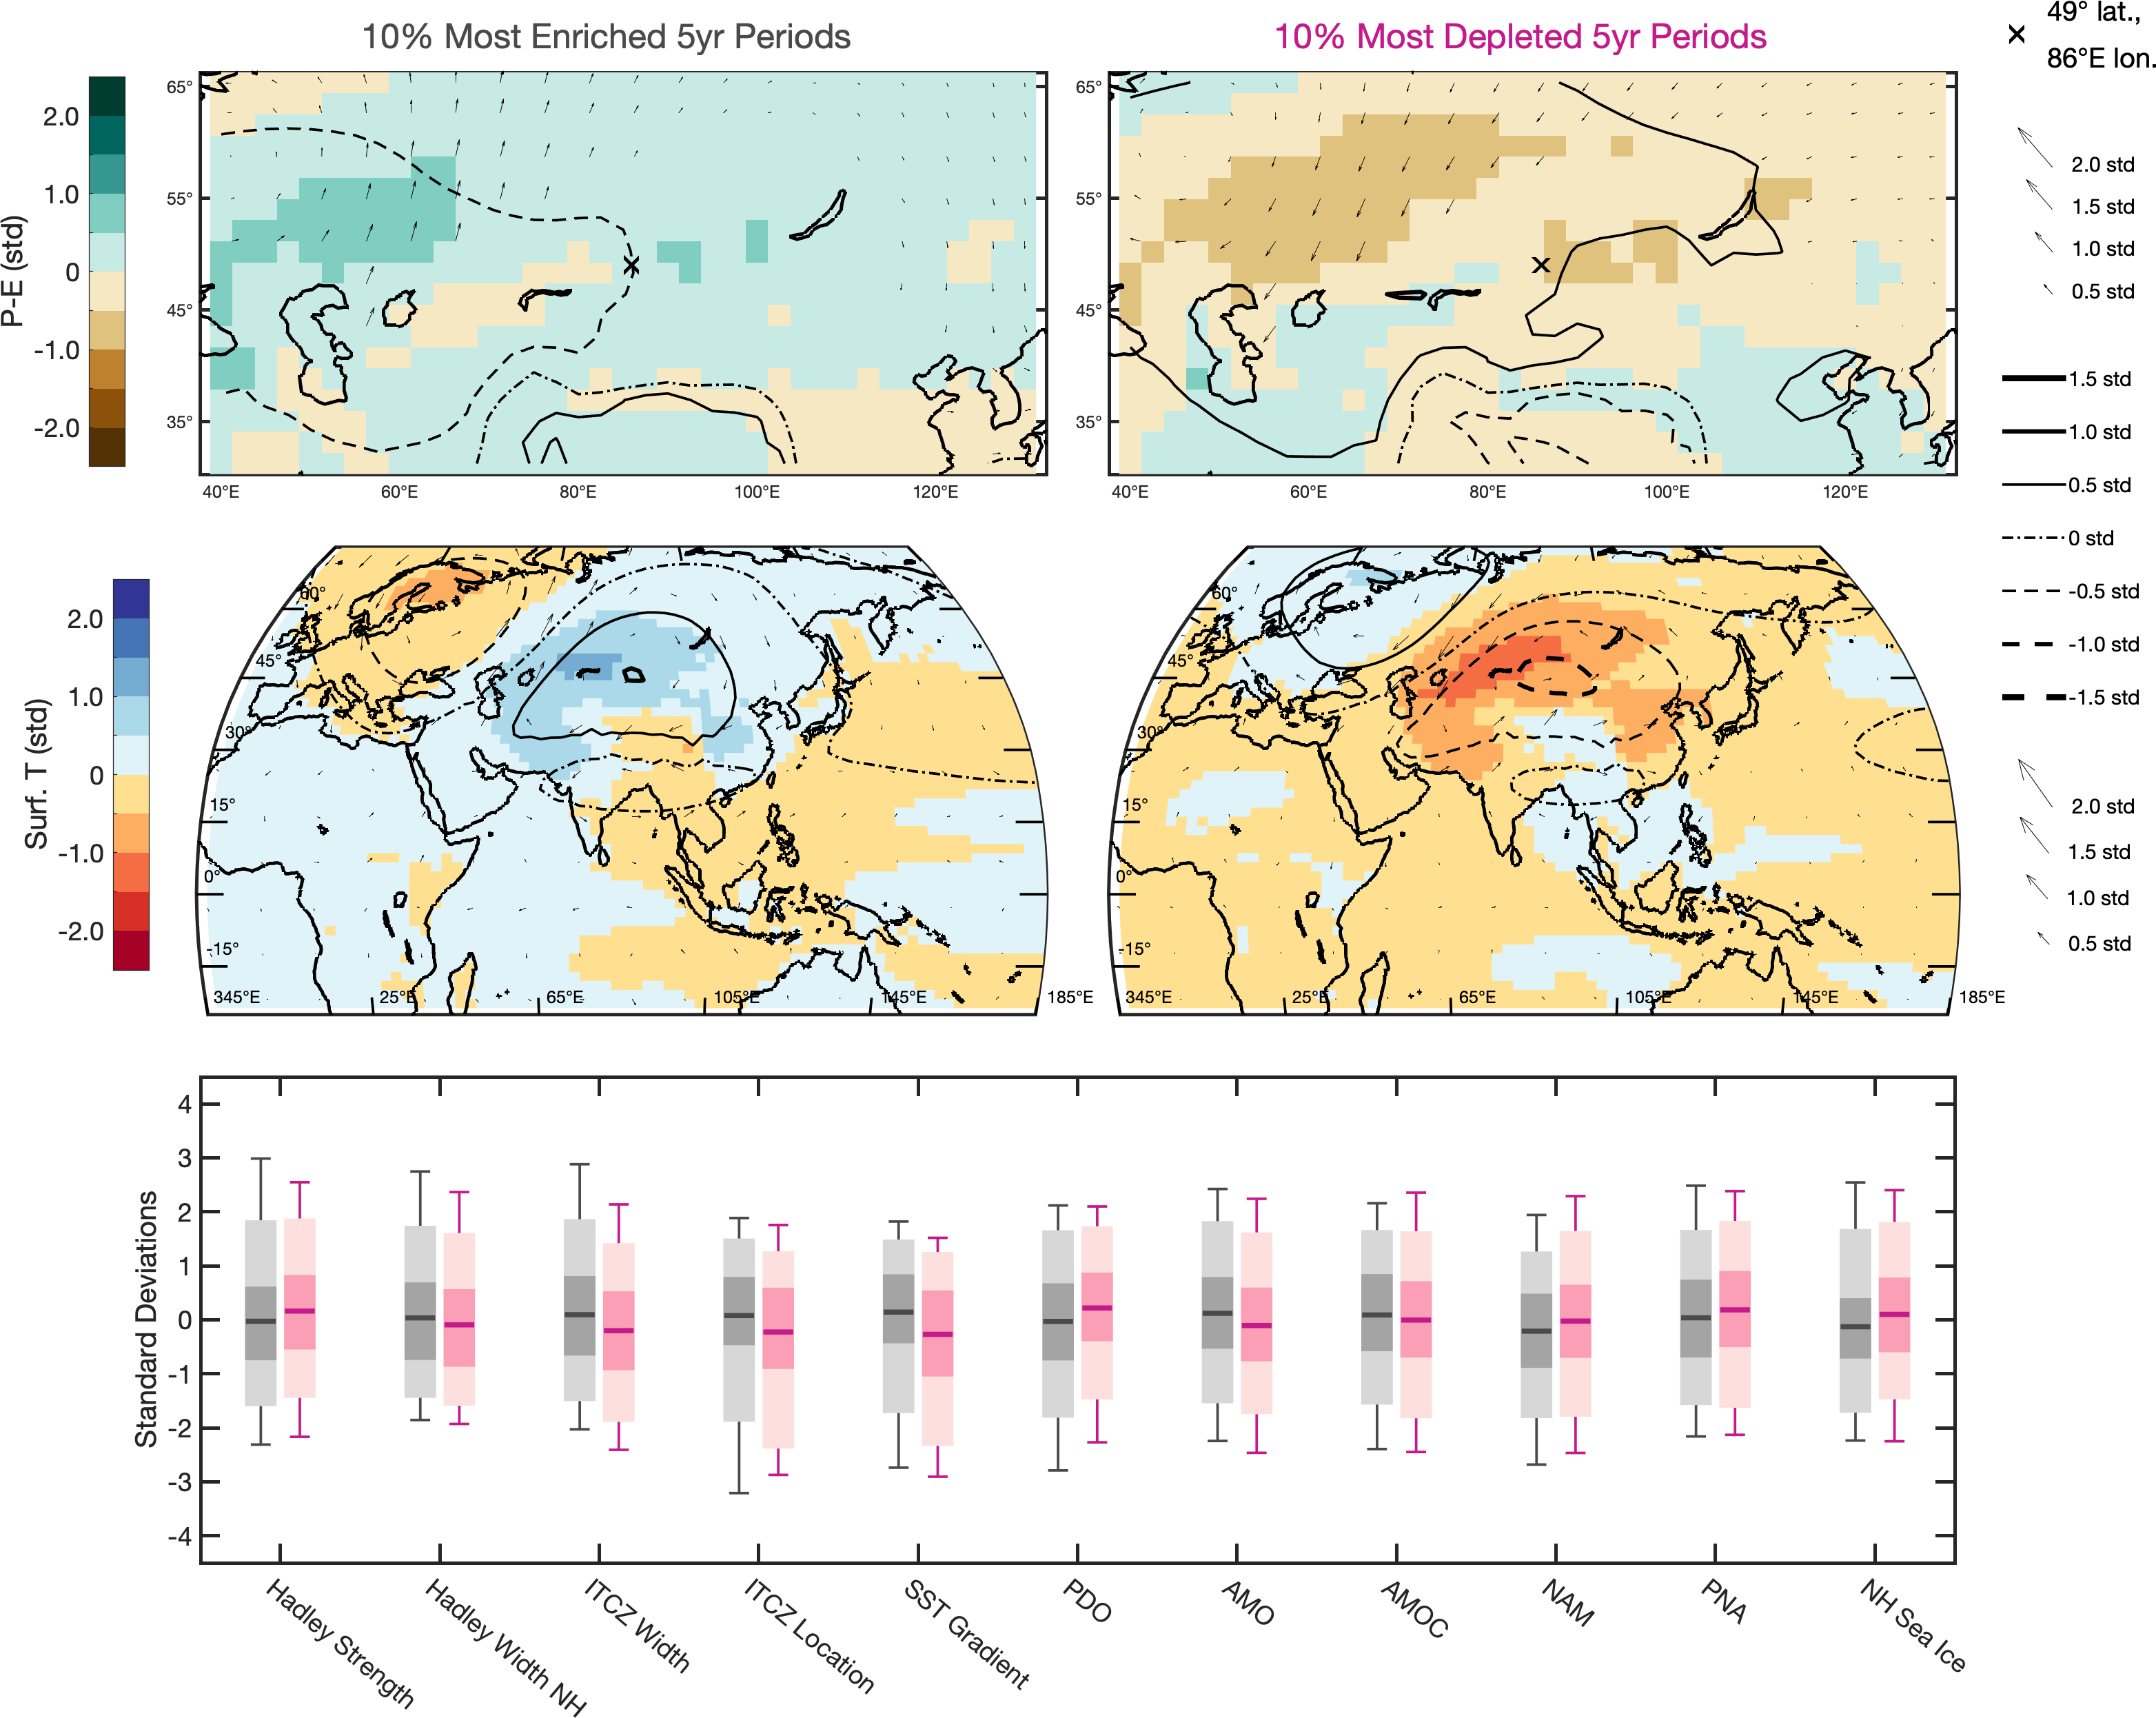 10% Most Enriched 5yr Periods
10% Most Depleted 5yr Periods
49° lat.,
86°E lon.
P-E (std)
2.0
1.0
0
-1.0
-2.0
65°
55°
45°
35°
40°E
60°E
80°E
100°E
120°E
65°
55°
45°
35°
40°E
60°E
80°E
100°E
120°E
2.0 std
1.5 std
1.0 std
0.5 std
1.5 std
1.0 std
0.5 std
0 std
-0.5 std
-1.0 std
-1.5 std
Surf. T (std)
2.0
1.0
0
-1.0
-2.0
60°
45°
30°
15°
0°
-15°
345°E
25°E
65°E
105°E
145°E
185°E
60°
45°
30°
15°
0°
-15°
345°E
25°E
65°E
105°E
145°E
185°E
2.0 std
1.5 std
1.0 std
0.5 std
Standard Deviations
4
3
2
1
0
-1
-2
-3
-4
Hadley Strength
Hadley Width NH
ITCZ Width
ITCZ Location
SST Gradient
PDO
AMO
AMOC
NAM
PNA
NH Sea Ice